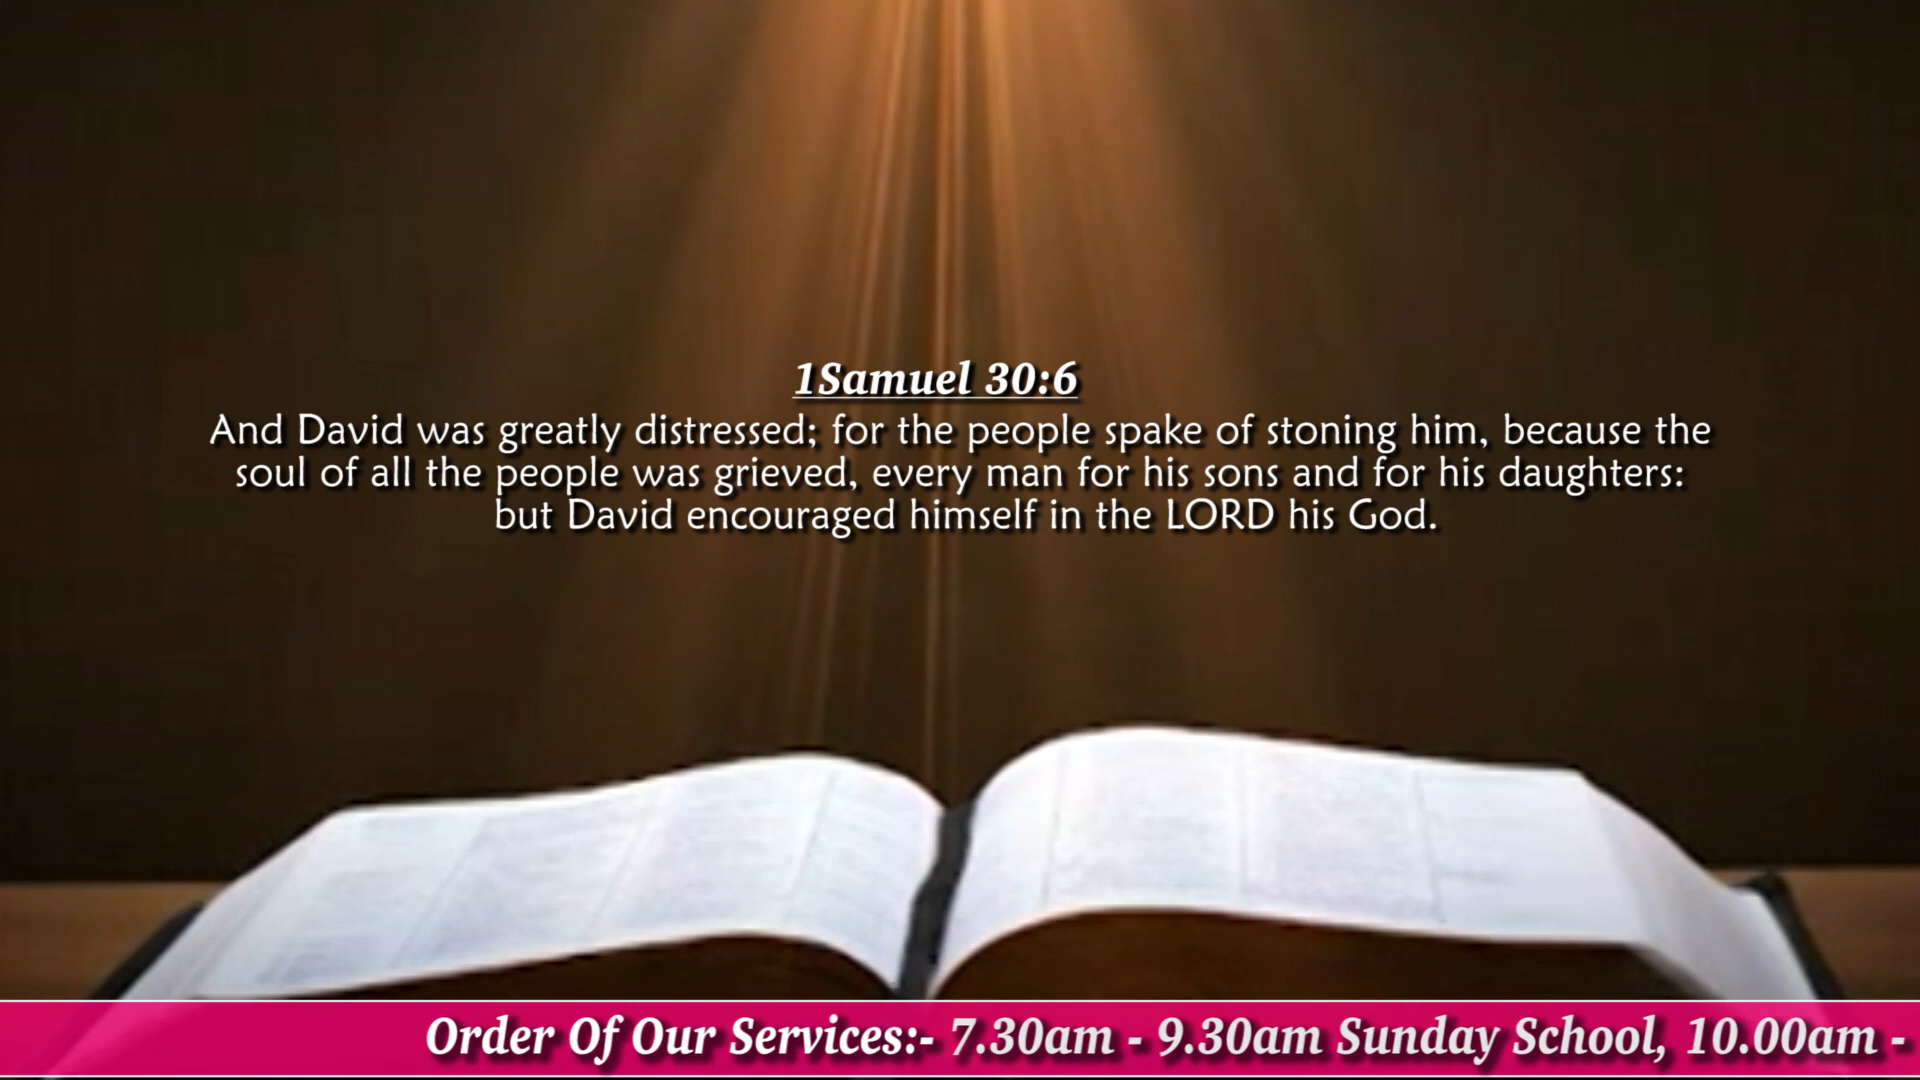 1Samuel 30:6
And David was greatly distressed; for the people spake of stoning him, because the
soul of all the people was grieved, every man for his sons and for his daughters:
but David encouraged himself in the LORD his God.
Order Of Our Services:- 7.30am - 9.30am Sunday School, 10.00am -